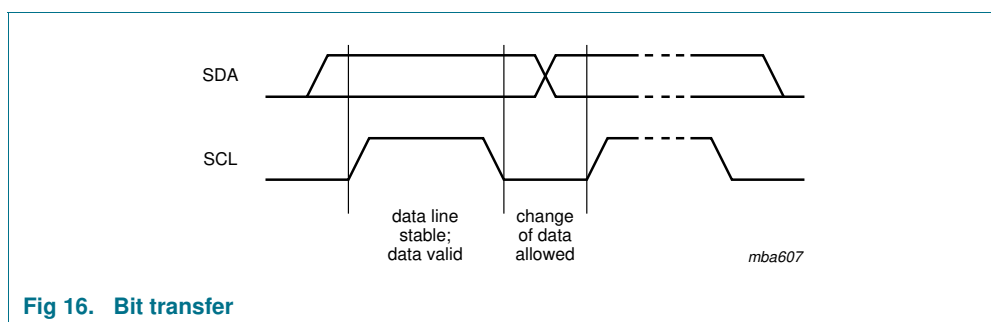 SDA
SCL
data line
stable;
data valid
change
of data
allowed
mba607
Fig 16. Bit transfer